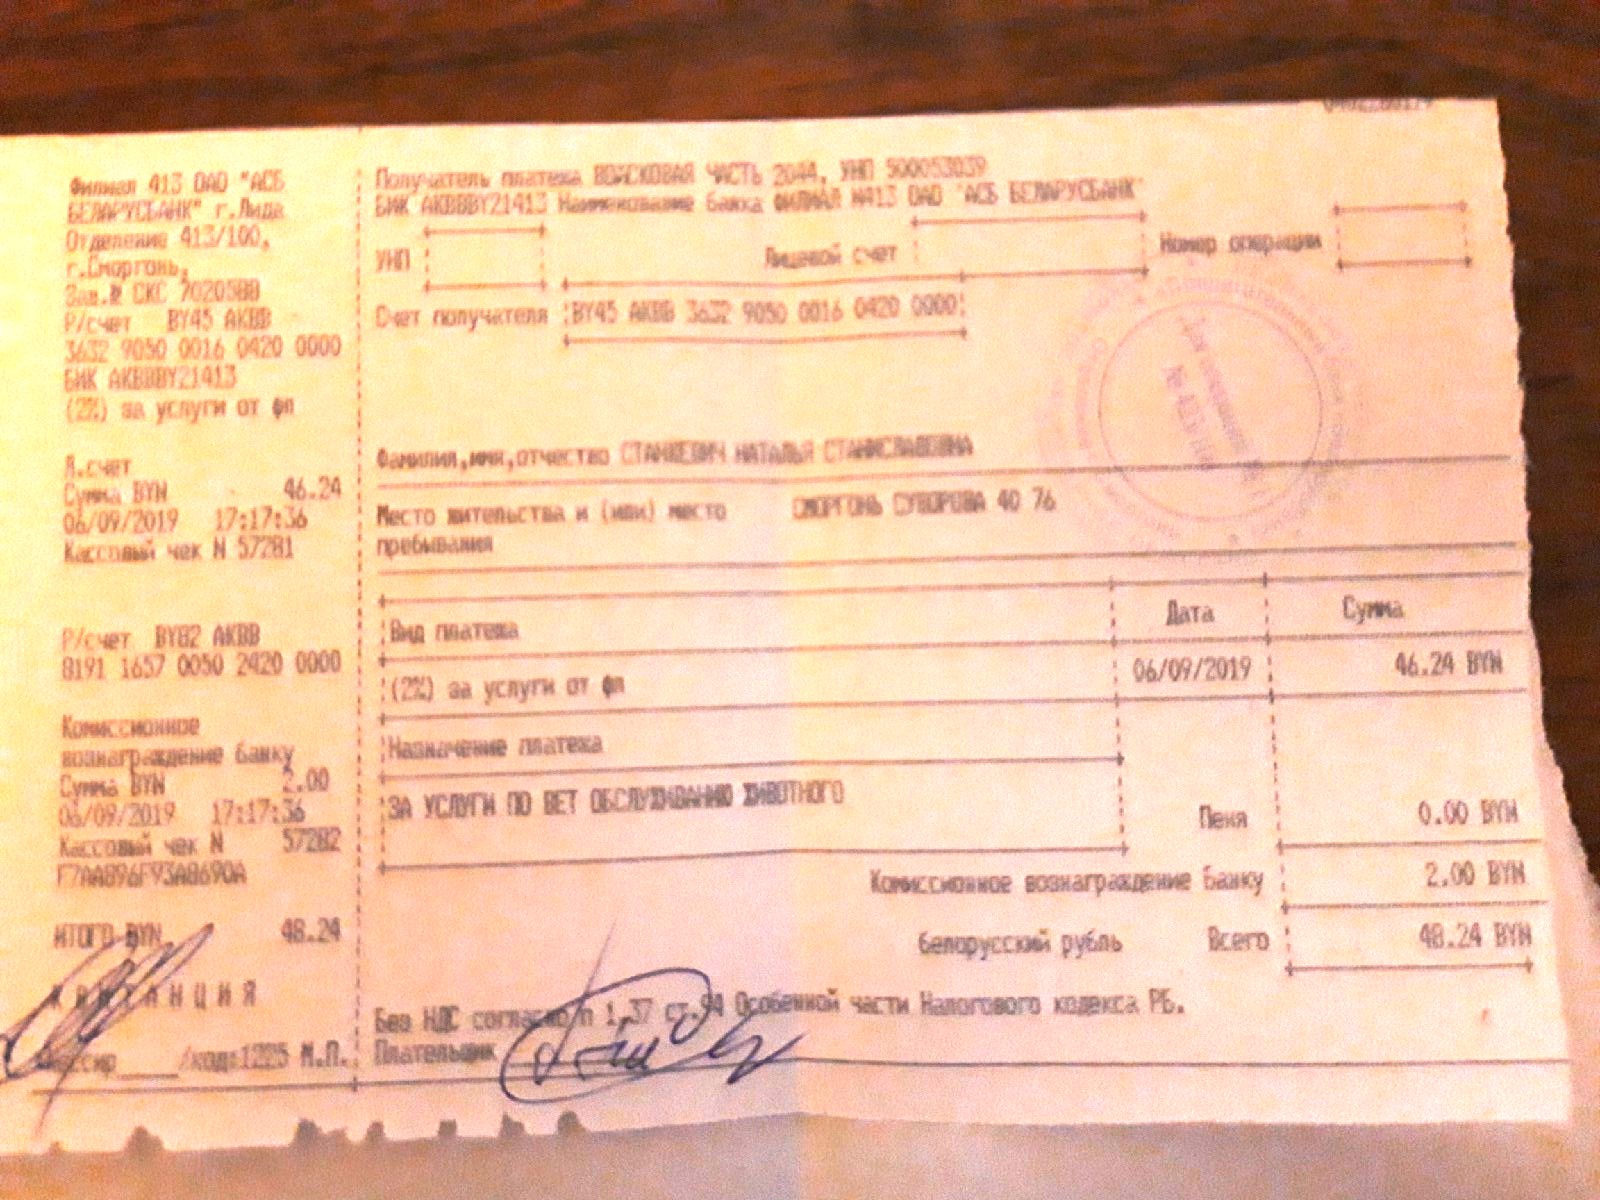 Филиал 413 ОАО "АСБ
БЕЛАРУСБАНК" г.Лида
Отделение 413/100,
г.Сморгонь,
Зав.№ СКС 7020588
Р/счет BY45 AKBB
3632 9050 0016 0420 0000
БИК AKBBBY21413
(2%) за услуги от фл
Л.счет
Сумма BYN 46.24
06/09/2019 17:17:36
Кассовый чек N 57281
Р/счет BY82 AKBB
8191 1657 0050 2420 0000
Комиссионное
вознаграждение банку
Сумма BYN 2.00
06/09/2019 17:17:36
Кассовый чек N 57282
F7AA896F93A8690A
ИТОГО BYN 48.24
КВИТАНЦИЯ
Кассир____/код:1225 М.П.
Получатель платежа ВОЙСКОВАЯ ЧАСТЬ 2044, УНП 500053039
БИК AKBBBY21413 Наименование банка ФИЛИАЛ N413 ОАО "АСБ БЕЛАРУСБАНК"
УНП Лицевой счет Номер операции
Счет получателя BY45 AKBB 3632 9050 0016 0420 0000
Фамилия,имя,отчество СТАНКЕВИЧ НАТАЛЬЯ СТАНИСЛАВОВНА
Место жительства и (или) место СМОРГОНЬ СУВОРОВА 40 76
пребывания
Вид платежа Дата Сумма
(2%) за услуги от фл 06/09/2019 46.24 BYN
Назначение платежа
ЗА УСЛУГИ ПО ВЕТ ОБСЛУЖИВАНИЮ ЖИВОТНОГО
Пеня 0.00 BYN
Комиссионное вознаграждение Банку 2.00 BYN
белорусский рубль Всего 48.24 BYN
Без НДС согласно п 1.37 ст.94 Особенной части Налогового кодекса РБ.
Плательщик